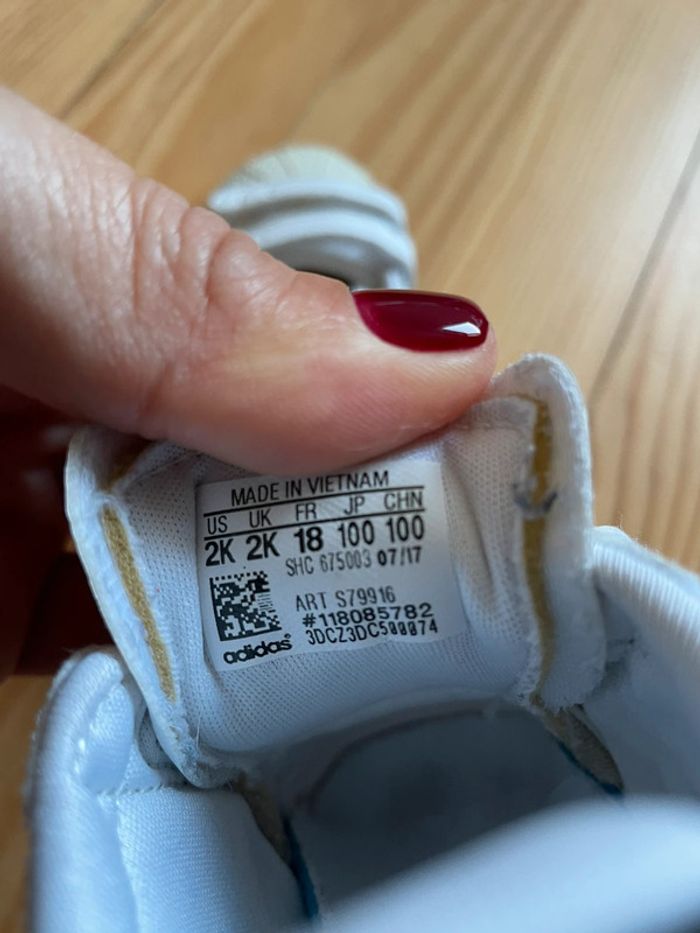 MADE IN VIETNAM
US UK FR JP CHN
2K 2K 18 100 100
SHC 675003 07/17
ART S79916
#118085782
3DCZ3DC500074
adidas